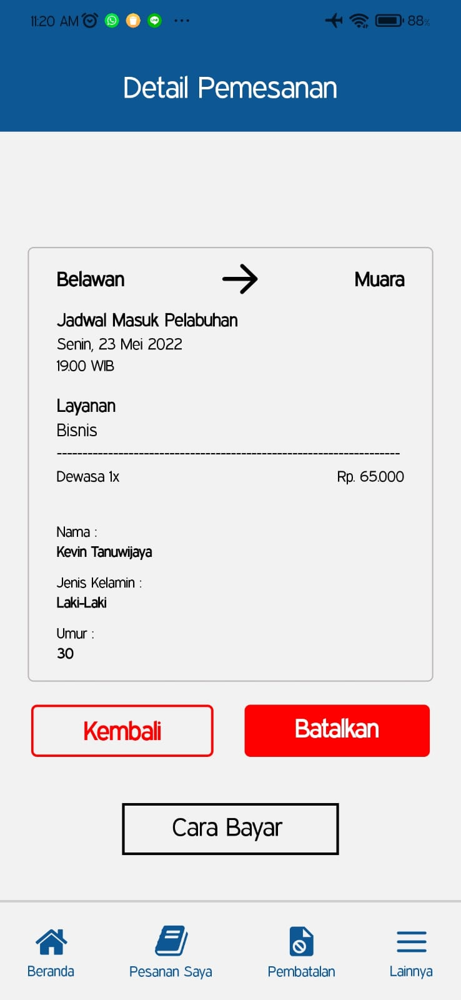 11:20 AM 88%
Detail Pemesanan
Belawan Muara
Jadwal Masuk Pelabuhan
Senin, 23 Mei 2022
19.00 WIB
Layanan
Bisnis
Dewasa 1x Rp. 65.000
Nama :
Kevin Tanuwijaya
Jenis Kelamin :
Laki-Laki
Umur :
30
Kembali Batalkan
Cara Bayar
Beranda Pesanan Saya Pembatalan Lainnya